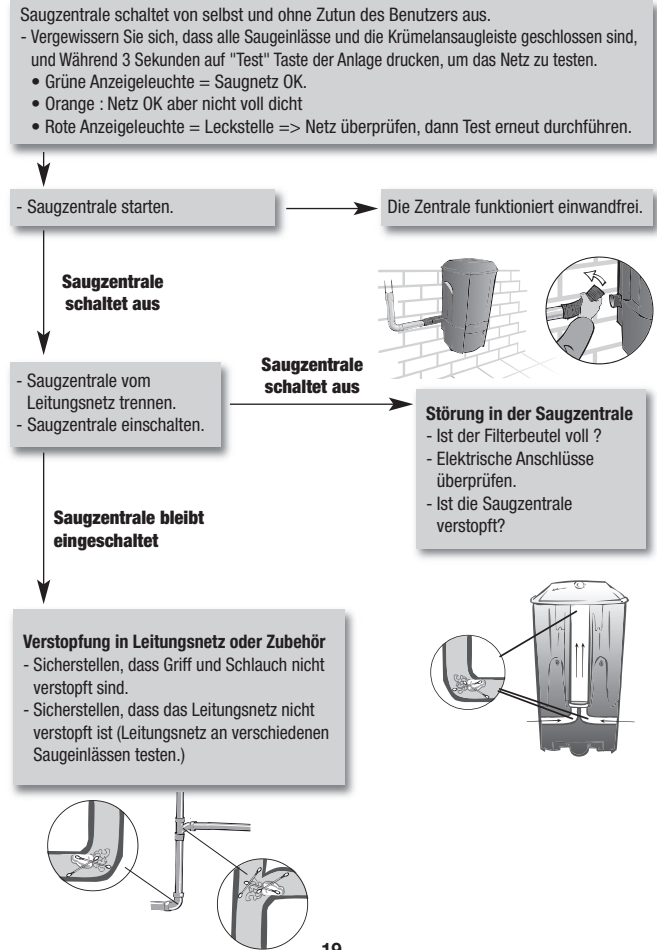 Saugzentrale schaltet von selbst und ohne Zutun des Benutzers aus.
- Vergewissern Sie sich, dass alle Saugeinlässe und die Krümelansaugleiste geschlossen sind,
und Während 3 Sekunden auf "Test" Taste der Anlage drucken, um das Netz zu testen.
• Grüne Anzeigeleuchte = Saugnetz OK.
• Orange : Netz OK aber nicht voll dicht
• Rote Anzeigeleuchte = Leckstelle => Netz überprüfen, dann Test erneut durchführen.
- Saugzentrale starten.
Die Zentrale funktioniert einwandfrei.
Saugzentrale
schaltet aus
- Saugzentrale vom
Leitungsnetz trennen.
- Saugzentrale einschalten.
Saugzentrale
schaltet aus
Störung in der Saugzentrale
- Ist der Filterbeutel voll ?
- Elektrische Anschlüsse
überprüfen.
- Ist die Saugzentrale
verstopft?
Saugzentrale bleibt
eingeschaltet
Verstopfung in Leitungsnetz oder Zubehör
- Sicherstellen, dass Griff und Schlauch nicht
verstopft sind.
- Sicherstellen, dass das Leitungsnetz nicht
verstopft ist (Leitungsnetz an verschiedenen
Saugeinlässen testen.)
19